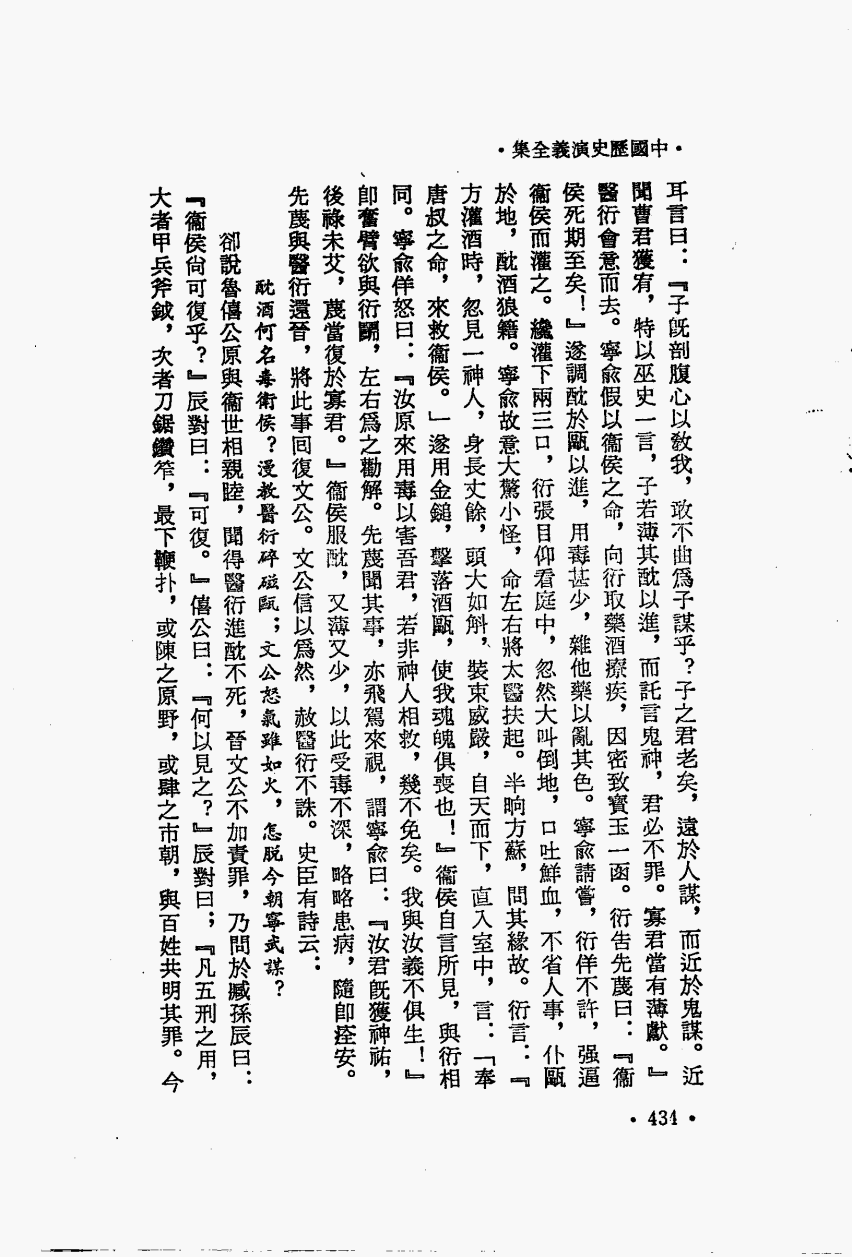 ·中國歷史演義全集·
耳言曰：『子旣剖腹心以敎我，敢不曲爲子謀乎？子之君老矣，遠於人謀，而近於鬼謀。近
聞曹君獲宥，特以巫史一言，子若薄其酖以進，而託言鬼神，君必不罪。寡君當有薄獻。』
醫衍會意而去。寧兪假以衞侯之命，向衍取藥酒療疾，因密致寳玉一函。衍告先蔑曰：『衞
侯死期至矣！』遂調酖於甌以進，用毒甚少，雜他藥以亂其色。寧兪請嘗，衍佯不許，强逼
衞侯而灌之。纔灌下兩三口，衍張目仰看庭中，忽然大叫倒地，口吐鮮血，不省人事，仆甌
於地，酖酒狼籍。寧兪故意大驚小怪，命左右將太醫扶起。半晌方蘇，問其緣故。衍言：『
方灌酒時，忽見一神人，身長丈餘，頭大如斛，裝束威嚴，自天而下，直入室中，言：「奉
唐叔之命，來救衞侯。」遂用金鎚，擊落酒甌，使我魂魄俱喪也！』衞侯自言所見，與衍相
同。寧兪佯怒曰：『汝原來用毒以害吾君，若非神人相救，幾不免矣。我與汝義不俱生！』
卽奮臂欲與衍鬬，左右爲之勸解。先蔑聞其事，亦飛駕來視，謂寧兪曰：『汝君旣獲神祐，
後祿未艾，蔑當復於寡君。』衞侯服酖，又薄又少，以此受毒不深，略略患病，隨卽痊安。
先蔑與醫衍還晉，將此事囘復文公。文公信以爲然，赦醫衍不誅。史臣有詩云：
酖酒何名毒衛侯？漫敎醫衍碎磁甌；文公怒氣雖如火，怎脫今朝寧武謀？
卻說魯僖公原與衞世相親睦，聞得醫衍進酖不死，晉文公不加責罪，乃問於臧孫辰曰：
『衞侯尙可復乎？』辰對曰：『可復。』僖公曰：『何以見之？』辰對曰；『凡五刑之用，
大者甲兵斧鉞，次者刀鋸鑽笮，最下鞭扑，或陳之原野，或肆之市朝，與百姓共明其罪。今
·434·